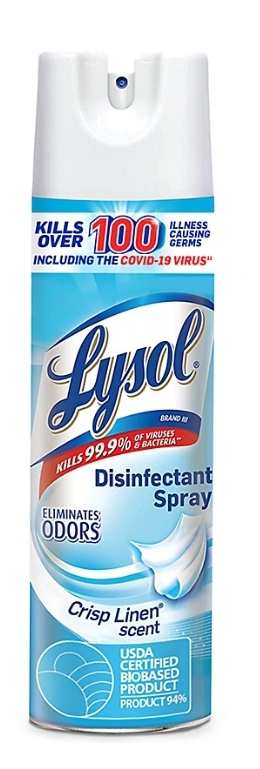 KILLS OVER 100 ILLNESS CAUSING GERMS
INCLUDING THE COVID-19 VIRUS**
Lysol®
BRAND III
KILLS 99.9% OF VIRUSES & BACTERIA**
Disinfectant
Spray
ELIMINATES
ODORS
Crisp Linen®
scent
USDA
CERTIFIED
BIOBASED
PRODUCT
PRODUCT 94%